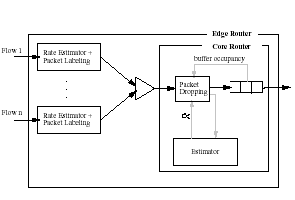 Edge Router
Core Router
Flow 1
Rate Estimator +
Packet Labeling
buffer occupancy
Packet
Dropping
Flow n
Rate Estimator +
Packet Labeling
α
Estimator